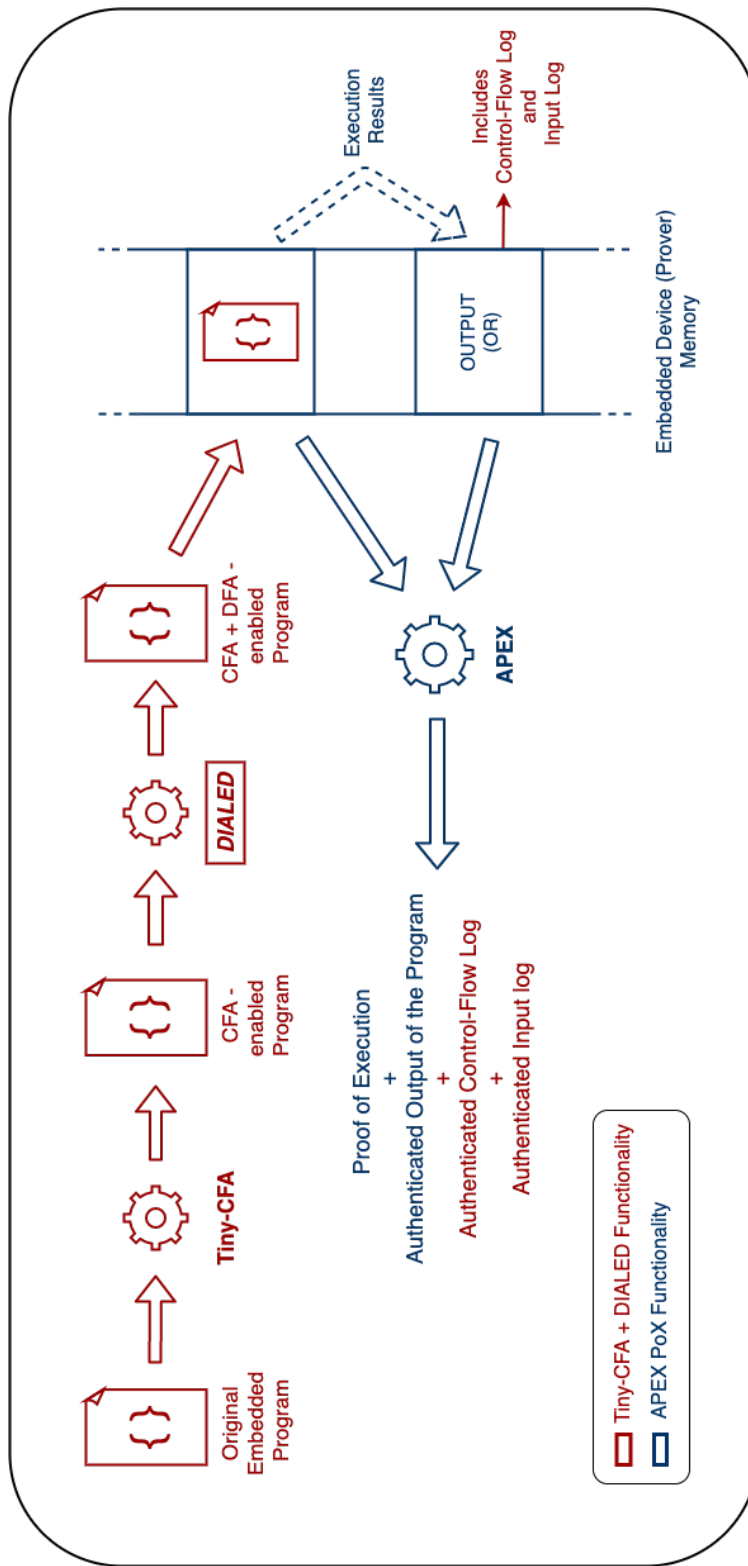 Original
Embedded
Program
Tiny-CFA
CFA -
enabled
Program
DIALED
CFA + DFA -
enabled
Program
Execution
Results
OUTPUT
(OR)
Includes
Control-Flow Log
and
Input Log
Embedded Device (Prover)
Memory
APEX
Proof of Execution
+
Authenticated Output of the Program
+
Authenticated Control-Flow Log
+
Authenticated Input log
Tiny-CFA + DIALED Functionality
APEX PoX Functionality